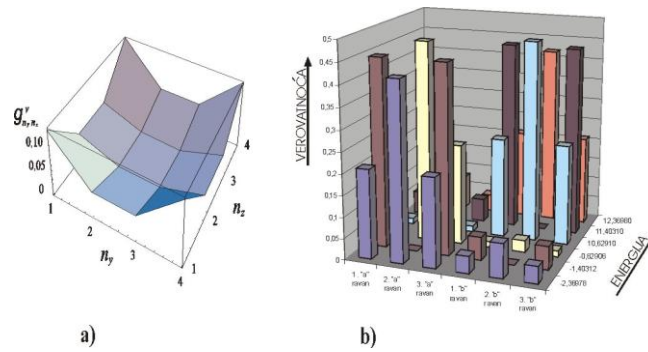 a)
g^y_{n_y,n_z}
0.10
0.05
0
1
2
3
4
n_y
1
2
3
4
n_z
b)
VEROVATNOĆA
0,5
0,45
0,4
0,35
0,3
0,25
0,2
0,15
0,1
0,05
0
1. "a" ravan
2. "a" ravan
3. "a" ravan
1. "b" ravan
2. "b" ravan
3. "b" ravan
12,36980
11,40310
10,62910
-0,62906
-1,40312
-2,36978
ENERGIJA
a)
b)